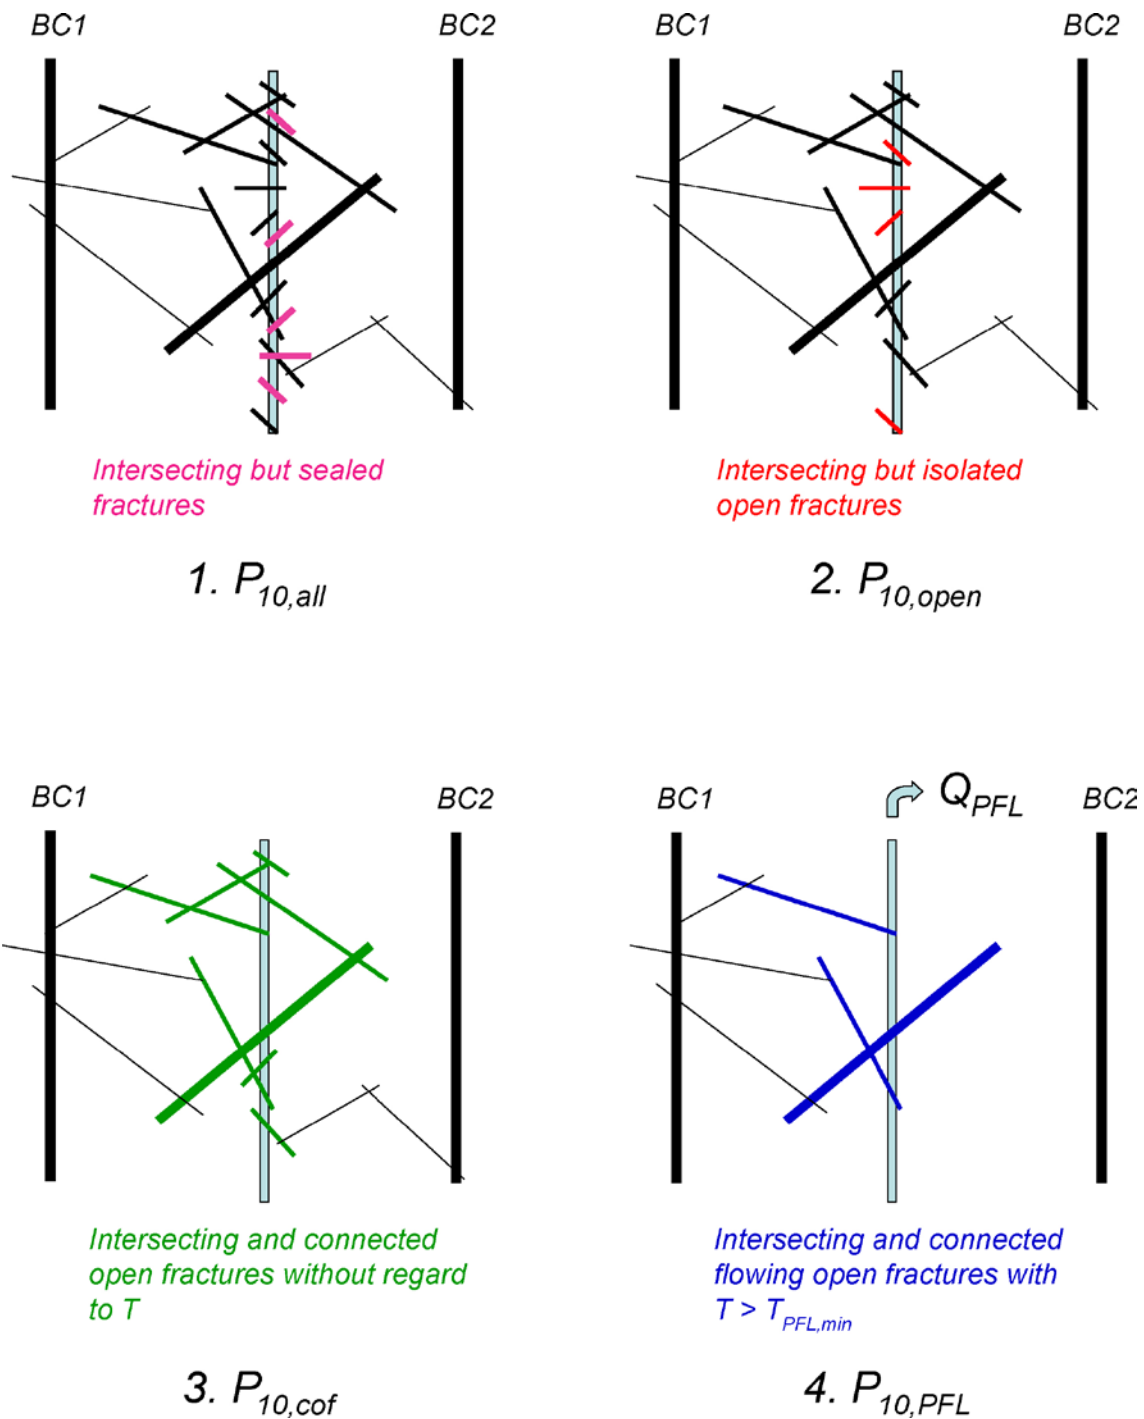 BC1 BC2 BC1 BC2
Intersecting but sealed
fractures
Intersecting but isolated
open fractures
1. P10,all
2. P10,open
BC1 BC2 BC1 QPFL BC2
Intersecting and connected
open fractures without regard
to T
Intersecting and connected
flowing open fractures with
T > TPFL,min
3. P10,cof
4. P10,PFL